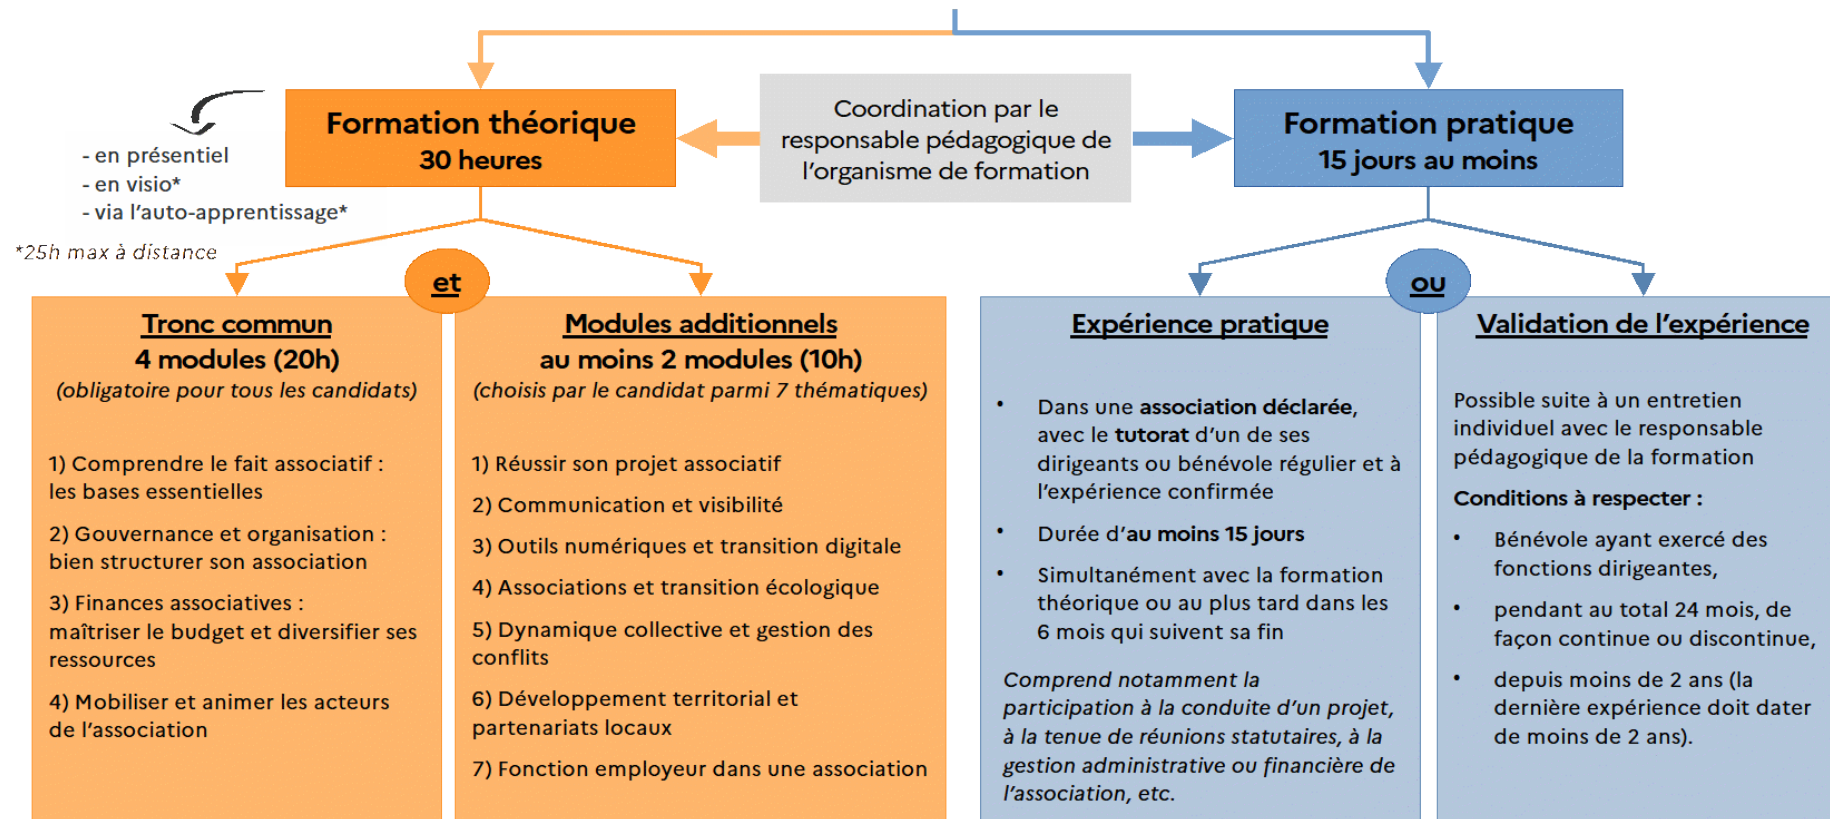 Formation théorique
30 heures
Coordination par le
responsable pédagogique de
l'organisme de formation
Formation pratique
15 jours au moins
- en présentiel
- en visio*
- via l'auto-apprentissage*
*25h max à distance
et
Tronc commun
4 modules (20h)
(obligatoire pour tous les candidats)
1) Comprendre le fait associatif :
les bases essentielles
2) Gouvernance et organisation :
bien structurer son association
3) Finances associatives :
maîtriser le budget et diversifier ses
ressources
4) Mobiliser et animer les acteurs
de l'association
Modules additionnels
au moins 2 modules (10h)
(choisis par le candidat parmi 7 thématiques)
1) Réussir son projet associatif
2) Communication et visibilité
3) Outils numériques et transition digitale
4) Associations et transition écologique
5) Dynamique collective et gestion des
conflits
6) Développement territorial et
partenariats locaux
7) Fonction employeur dans une association
ou
Expérience pratique
• Dans une association déclarée,
avec le tutorat d'un de ses
dirigeants ou bénévole régulier et à
l'expérience confirmée
• Durée d'au moins 15 jours
• Simultanément avec la formation
théorique ou au plus tard dans les
6 mois qui suivent sa fin
Comprend notamment la
participation à la conduite d'un projet,
à la tenue de réunions statutaires, à la
gestion administrative ou financière de
l'association, etc.
Validation de l'expérience
Possible suite à un entretien
individuel avec le responsable
pédagogique de la formation
Conditions à respecter :
• Bénévole ayant exercé des
fonctions dirigeantes,
• pendant au total 24 mois, de
façon continue ou discontinue,
• depuis moins de 2 ans (la
dernière expérience doit dater
de moins de 2 ans).